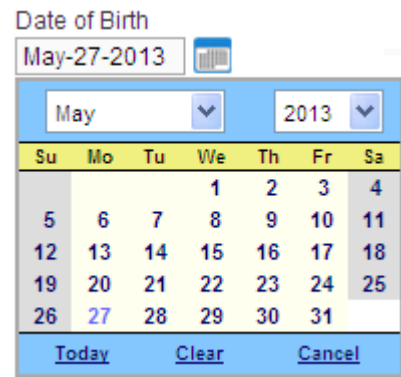 Date of Birth
May-27-2013
May 2013
Su Mo Tu We Th Fr Sa
1 2 3 4
5 6 7 8 9 10 11
12 13 14 15 16 17 18
19 20 21 22 23 24 25
26 27 28 29 30 31
Today Clear Cancel